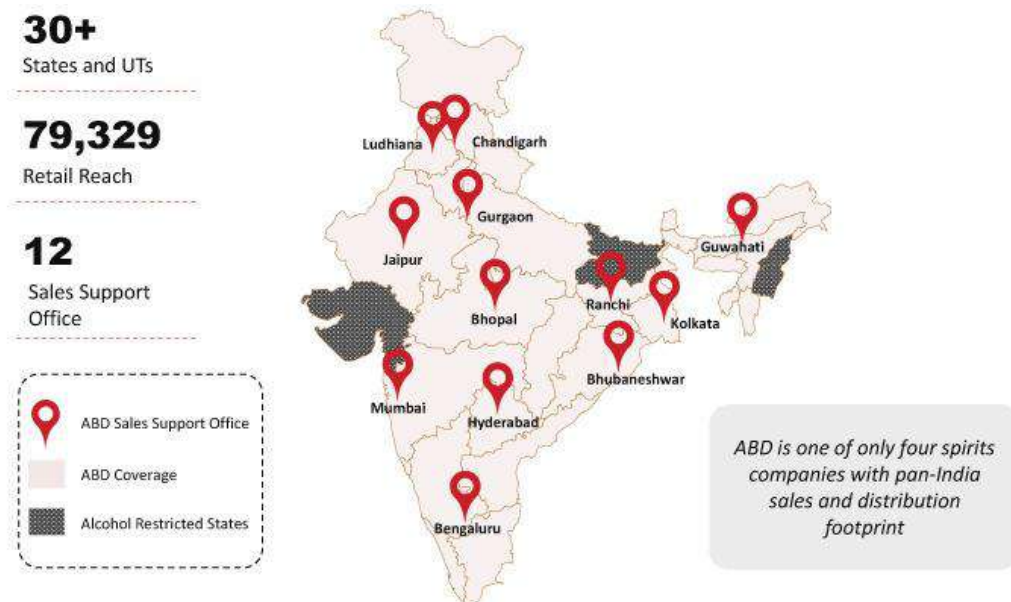 30+
States and UTs
79,329
Retail Reach
12
Sales Support
Office
ABD Sales Support Office
ABD Coverage
Alcohol Restricted States
Ludhiana
Chandigarh
Gurgaon
Jaipur
Guwahati
Bhopal
Ranchi
Kolkata
Bhubaneshwar
Mumbai
Hyderabad
Bengaluru
ABD is one of only four spirits
companies with pan-India
sales and distribution
footprint